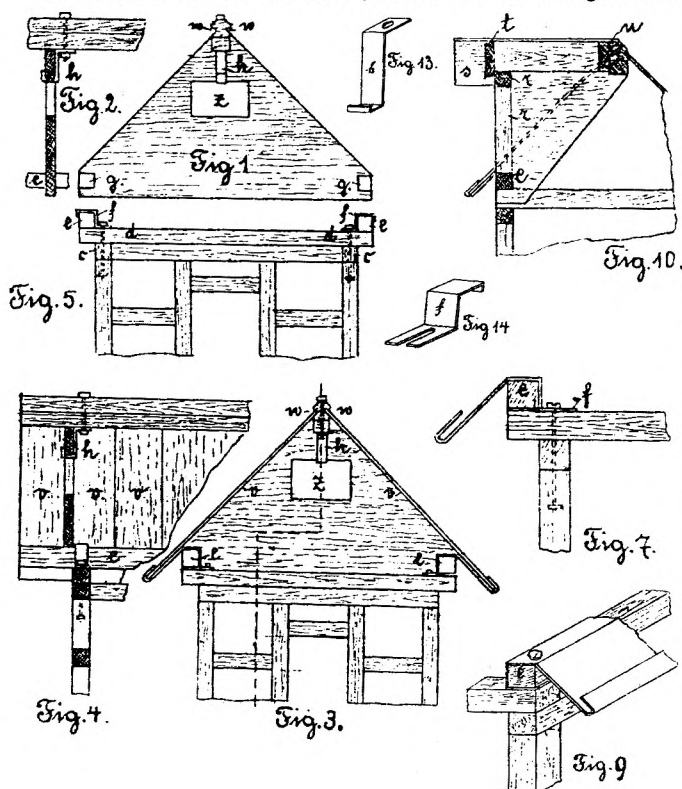 w w
h
Fig. 2.
h
z
Fig 1
e
g g
s
Fig 13.
t u
s
r
r
e
Fig. 10.
e f f e
d d
c c
Fig. 5.
f
Fig 14
w w
h
h
z
v v v
v v
e
e e
Fig. 4.
Fig. 3.
e f
Fig. 7.
e
Fig. 9